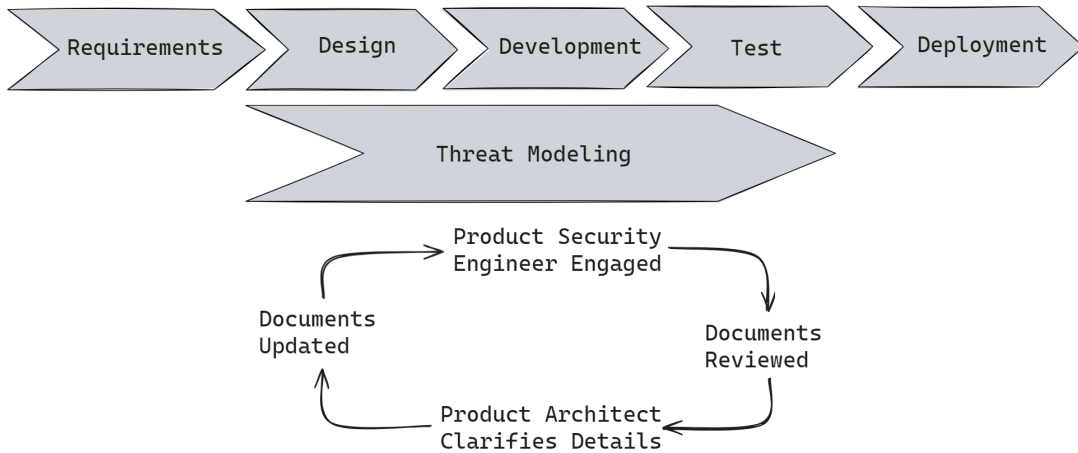 Requirements
Design
Development
Test
Deployment
Threat Modeling
Product Security
Engineer Engaged
Documents
Updated
Documents
Reviewed
Product Architect
Clarifies Details